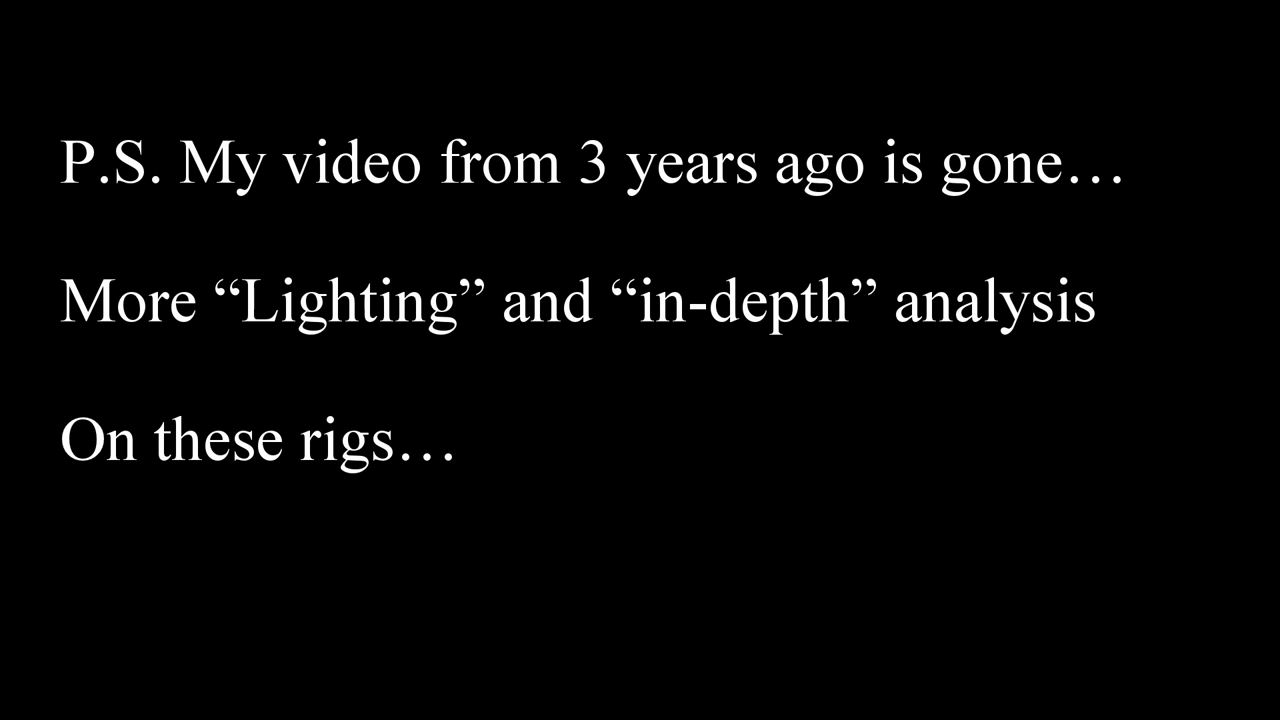 P.S. My video from 3 years ago is gone…
More “Lighting” and “in-depth” analysis
On these rigs…